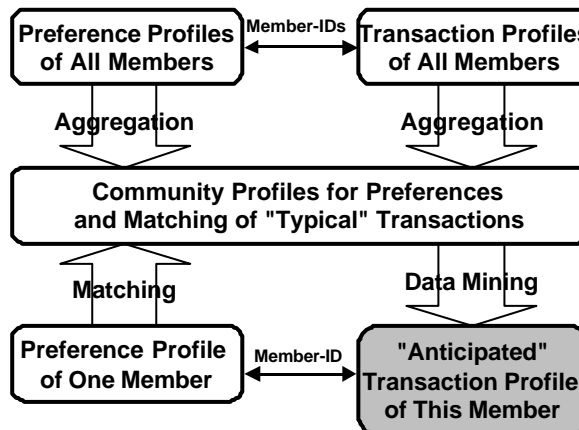 Preference Profiles
of All Members
Member-IDs
Transaction Profiles
of All Members
Aggregation
Aggregation
Community Profiles for Preferences
and Matching of "Typical" Transactions
Matching
Data Mining
Preference Profile
of One Member
Member-ID
"Anticipated"
Transaction Profile
of This Member